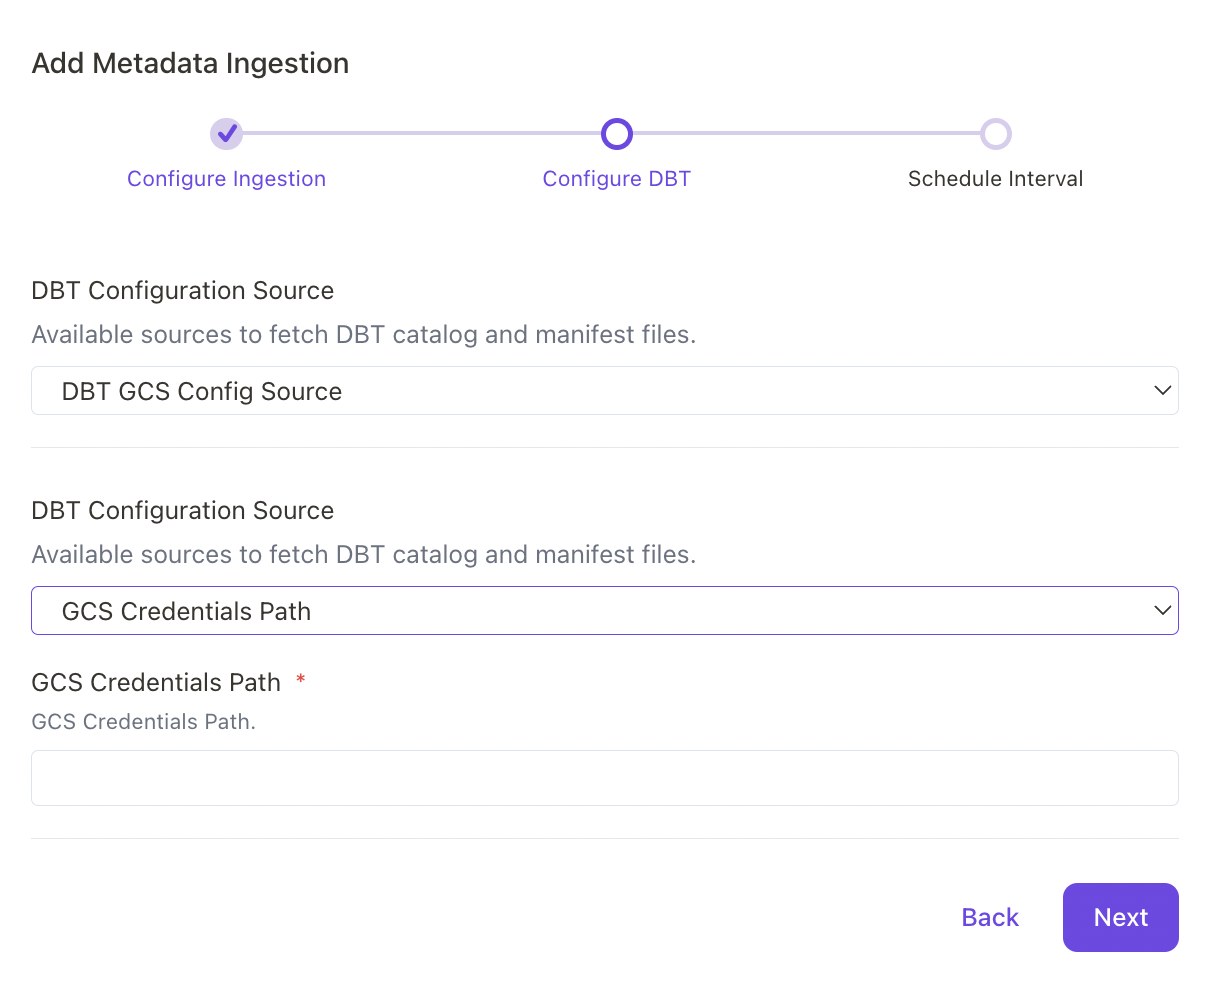 Add Metadata Ingestion
Configure Ingestion
Configure DBT
Schedule Interval
DBT Configuration Source
Available sources to fetch DBT catalog and manifest files.
DBT GCS Config Source
DBT Configuration Source
Available sources to fetch DBT catalog and manifest files.
GCS Credentials Path
GCS Credentials Path *
GCS Credentials Path.
Back
Next